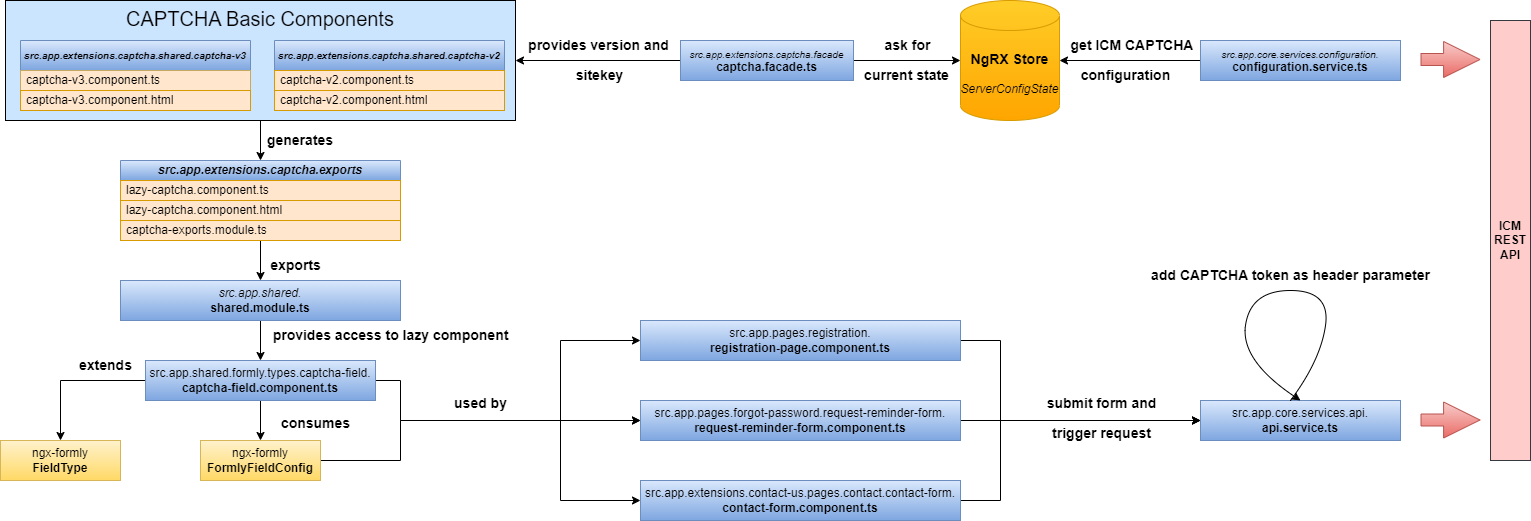 CAPTCHA Basic Components
src.app.extensions.captcha.shared.captcha-v3
captcha-v3.component.ts
captcha-v3.component.html
src.app.extensions.captcha.shared.captcha-v2
captcha-v2.component.ts
captcha-v2.component.html
provides version and
sitekey
src.app.extensions.captcha.facade
captcha.facade.ts
ask for
current state
NgRX Store
ServerConfigState
get ICM CAPTCHA
configuration
src.app.core.services.configuration.
configuration.service.ts
ICM
REST
API
generates
src.app.extensions.captcha.exports
lazy-captcha.component.ts
lazy-captcha.component.html
captcha-exports.module.ts
exports
src.app.shared.
shared.module.ts
provides access to lazy component
src.app.shared.formly.types.captcha-field.
captcha-field.component.ts
extends
consumes
ngx-formly
FieldType
ngx-formly
FormlyFieldConfig
used by
src.app.pages.registration.
registration-page.component.ts
src.app.pages.forgot-password.request-reminder-form.
request-reminder-form.component.ts
src.app.extensions.contact-us.pages.contact.contact-form.
contact-form.component.ts
submit form and
trigger request
add CAPTCHA token as header parameter
src.app.core.services.api.
api.service.ts